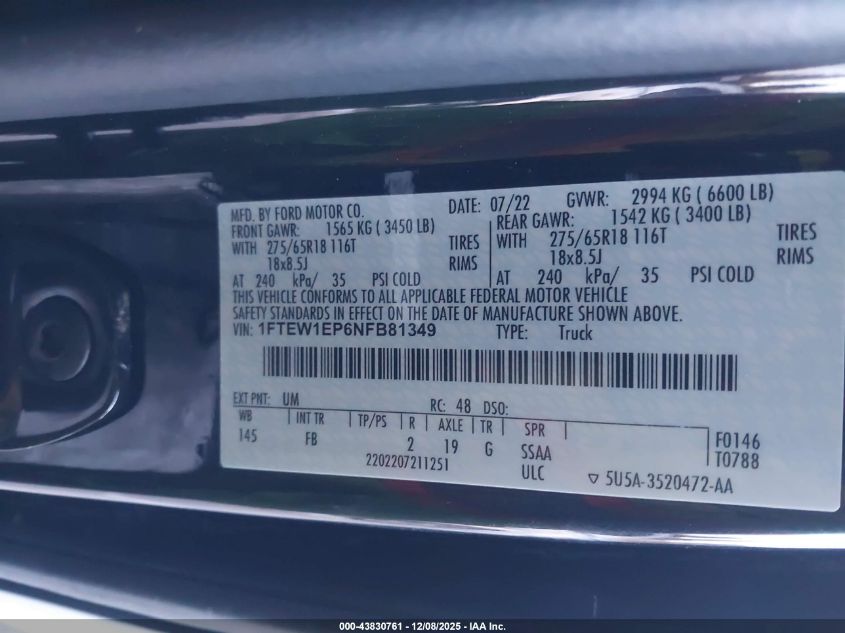 MFD. BY FORD MOTOR CO. DATE: 07/22 GVWR: 2994 KG ( 6600 LB)
FRONT GAWR: 1565 KG ( 3450 LB) REAR GAWR: 1542 KG ( 3400 LB)
WITH 275/65R18 116T TIRES WITH 275/65R18 116T TIRES
18x8.5J RIMS 18x8.5J RIMS
AT 240 kPa/ 35 PSI COLD AT 240 kPa/ 35 PSI COLD
THIS VEHICLE CONFORMS TO ALL APPLICABLE FEDERAL MOTOR VEHICLE
SAFETY STANDARDS IN EFFECT ON THE DATE OF MANUFACTURE SHOWN ABOVE.
VIN: 1FTEW1EP6NFB81349 TYPE: Truck
EXT PNT: UM RC: 48 DSO:
WB INT TR TP/PS R AXLE TR SPR
145 FB 2 19 G SSAA F0146
2202207211251 ULC T0788
5U5A-3520472-AA
000-43830761 - 12/08/2025 - IAA Inc.